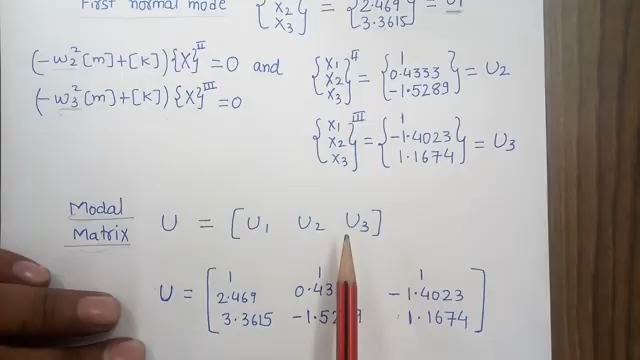 First normal mode
{x2 x3} = {2.469 3.3615} = U1
(-ω2²[m]+[K]){X}^II = 0 and
{x1 x2 x3}^II = {1 0.4333 -1.5289} = U2
(-ω3²[m]+[K]){X}^III = 0
{x1 x2 x3}^III = {1 -1.4023 1.1674} = U3
Modal
Matrix
U = [U1 U2 U3]
U = [1 1 1
2.469 0.43 -1.4023
3.3615 -1.5289 1.1674]